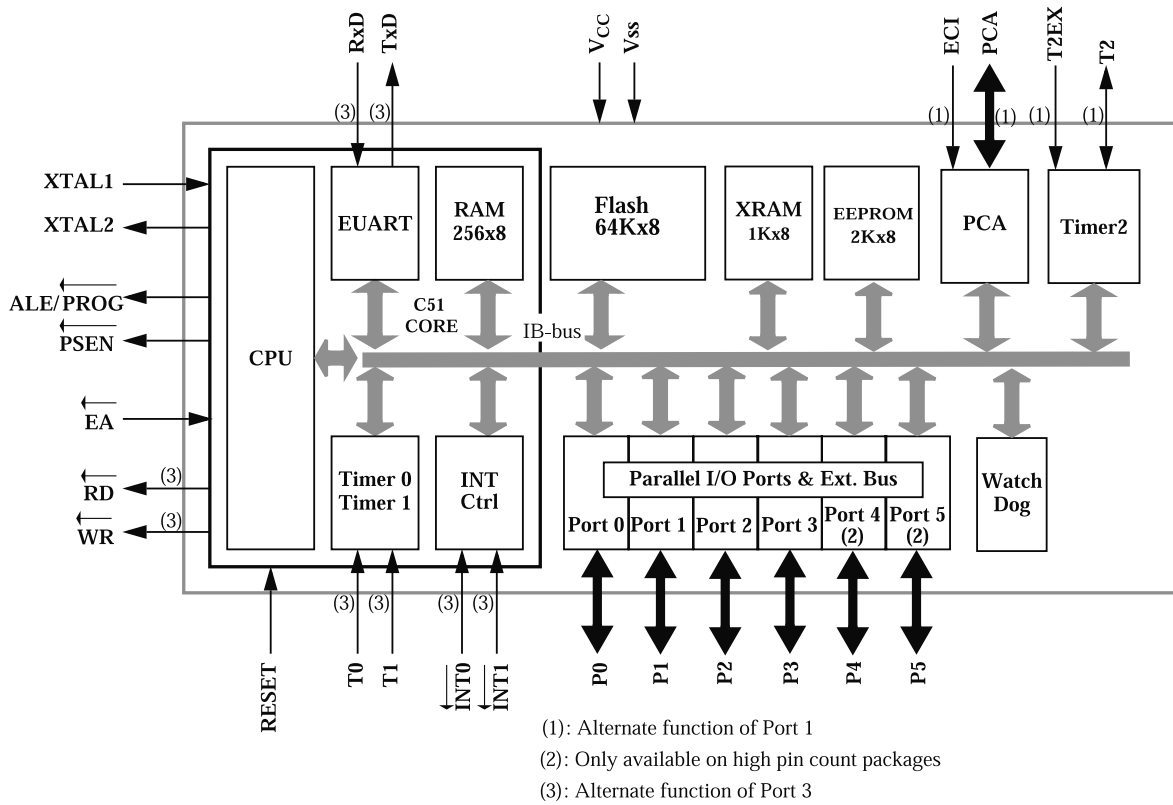 RxD
TxD
VCC
Vss
ECI
PCA
T2EX
T2
(3)
(3)
(1)
(1)
(1)
(1)
XTAL1
XTAL2
ALE/PROG
PSEN
EA
RD
(3)
WR
(3)
CPU
EUART
RAM
256x8
Flash
64Kx8
XRAM
1Kx8
EEPROM
2Kx8
PCA
Timer2
C51
CORE
IB-bus
Timer 0
Timer 1
INT
Ctrl
Parallel I/O Ports & Ext. Bus
Port 0
Port 1
Port 2
Port 3
Port 4
(2)
Port 5
(2)
Watch
Dog
(3)
(3)
(3)
(3)
RESET
T0
T1
INT0
INT1
P0
P1
P2
P3
P4
P5
(1): Alternate function of Port 1
(2): Only available on high pin count packages
(3): Alternate function of Port 3